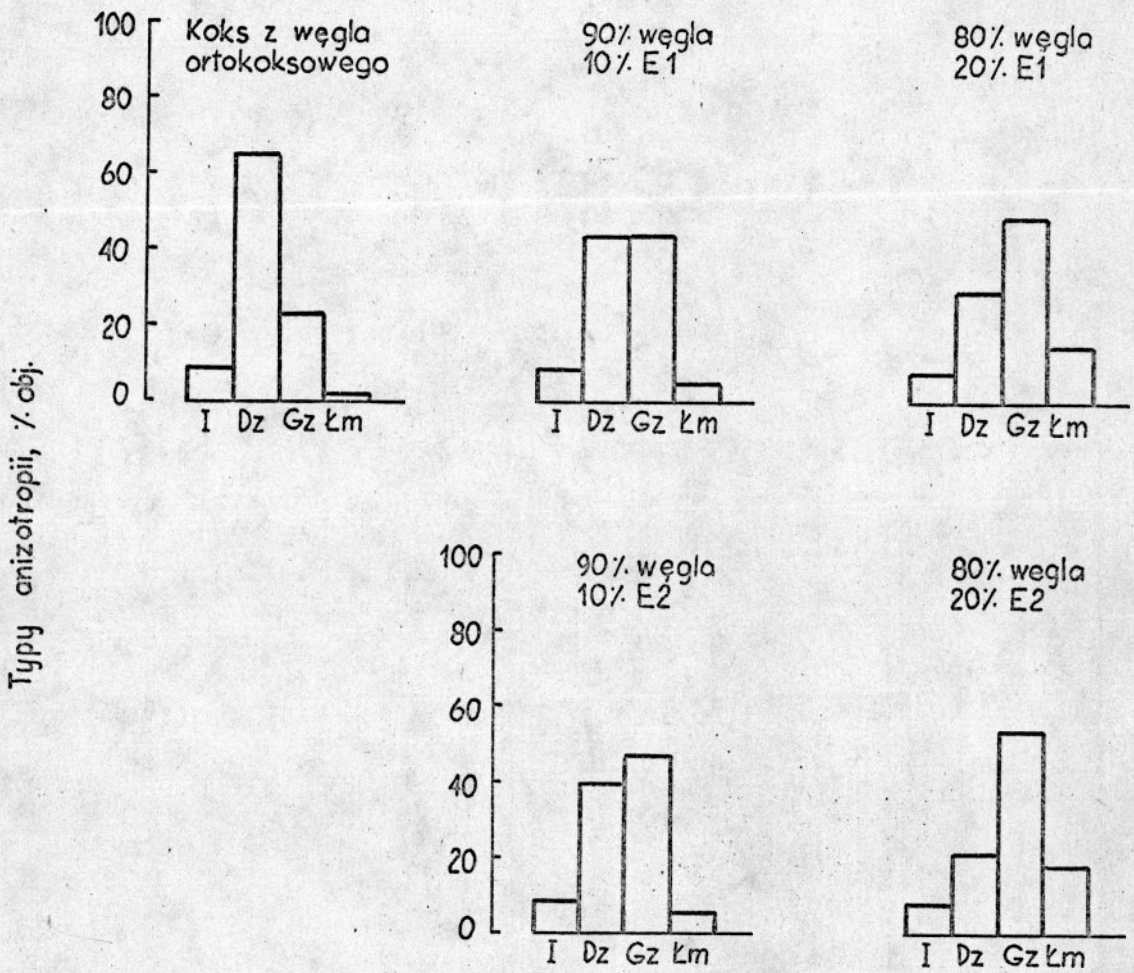 100
80
60
40
20
0
Koks z węgla
ortokoksowego
I Dz Gz Łm
90% węgla
10% E1
I Dz Gz Łm
80% węgla
20% E1
I Dz Gz Łm
Typy anizotropii, % obj.
100
80
60
40
20
0
90% węgla
10% E2
I Dz Gz Łm
80% węgla
20% E2
I Dz Gz Łm